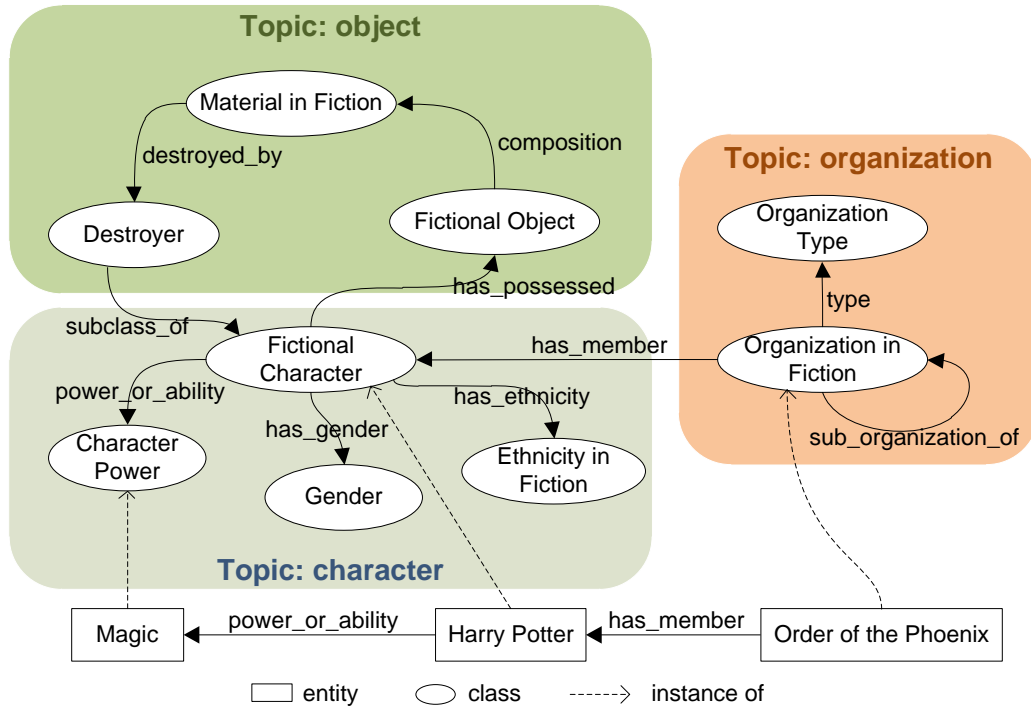 Topic: object
Material in Fiction
destroyed_by
composition
Destroyer
Fictional Object
has_possessed
subclass_of
Topic: organization
Organization
Type
type
Organization in
Fiction
has_member
sub_organization_of
Fictional
Character
power_or_ability
has_ethnicity
has_gender
Character
Power
Gender
Ethnicity in
Fiction
Topic: character
Magic
power_or_ability
Harry Potter
has_member
Order of the Phoenix
entity
class
instance of